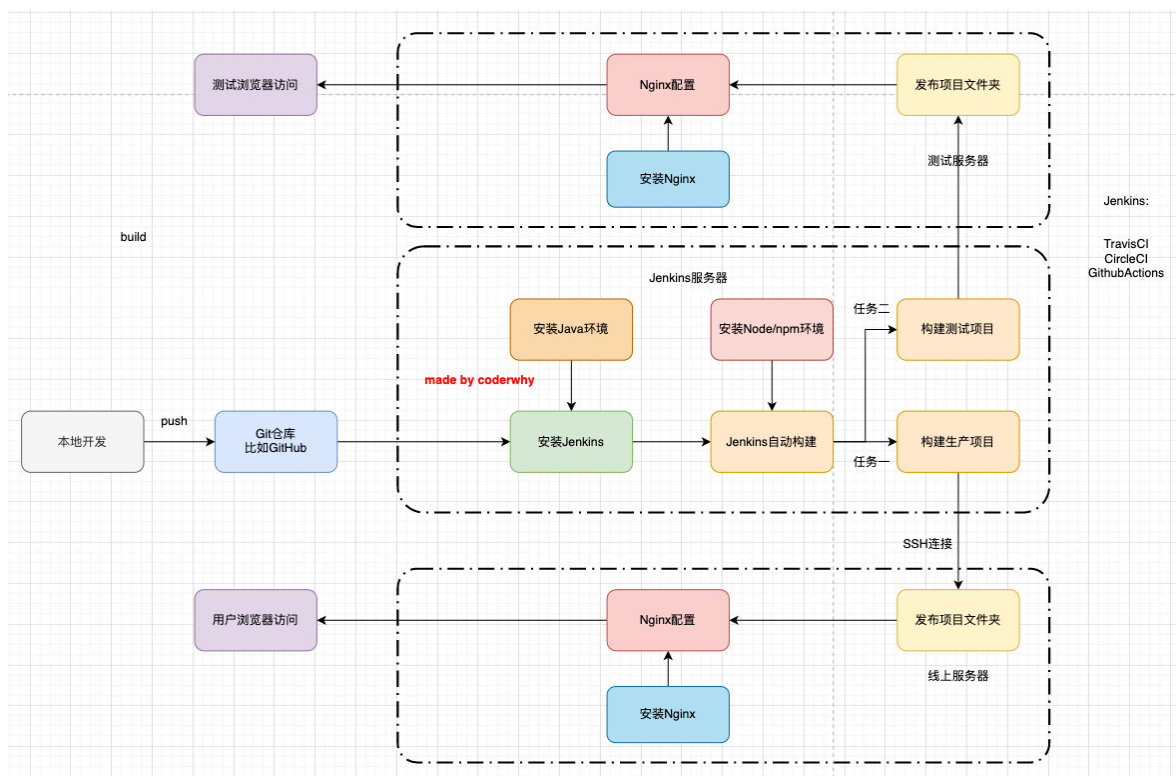 测试浏览器访问
Nginx配置
发布项目文件夹
安装Nginx
测试服务器
Jenkins:
TravisCI
CircleCI
GithubActions
build
Jenkins服务器
安装Java环境
安装Node/npm环境
任务二
构建测试项目
made by coderwhy
本地开发
push
Git仓库
比如GitHub
安装Jenkins
Jenkins自动构建
任务一
构建生产项目
SSH连接
用户浏览器访问
Nginx配置
发布项目文件夹
线上服务器
安装Nginx